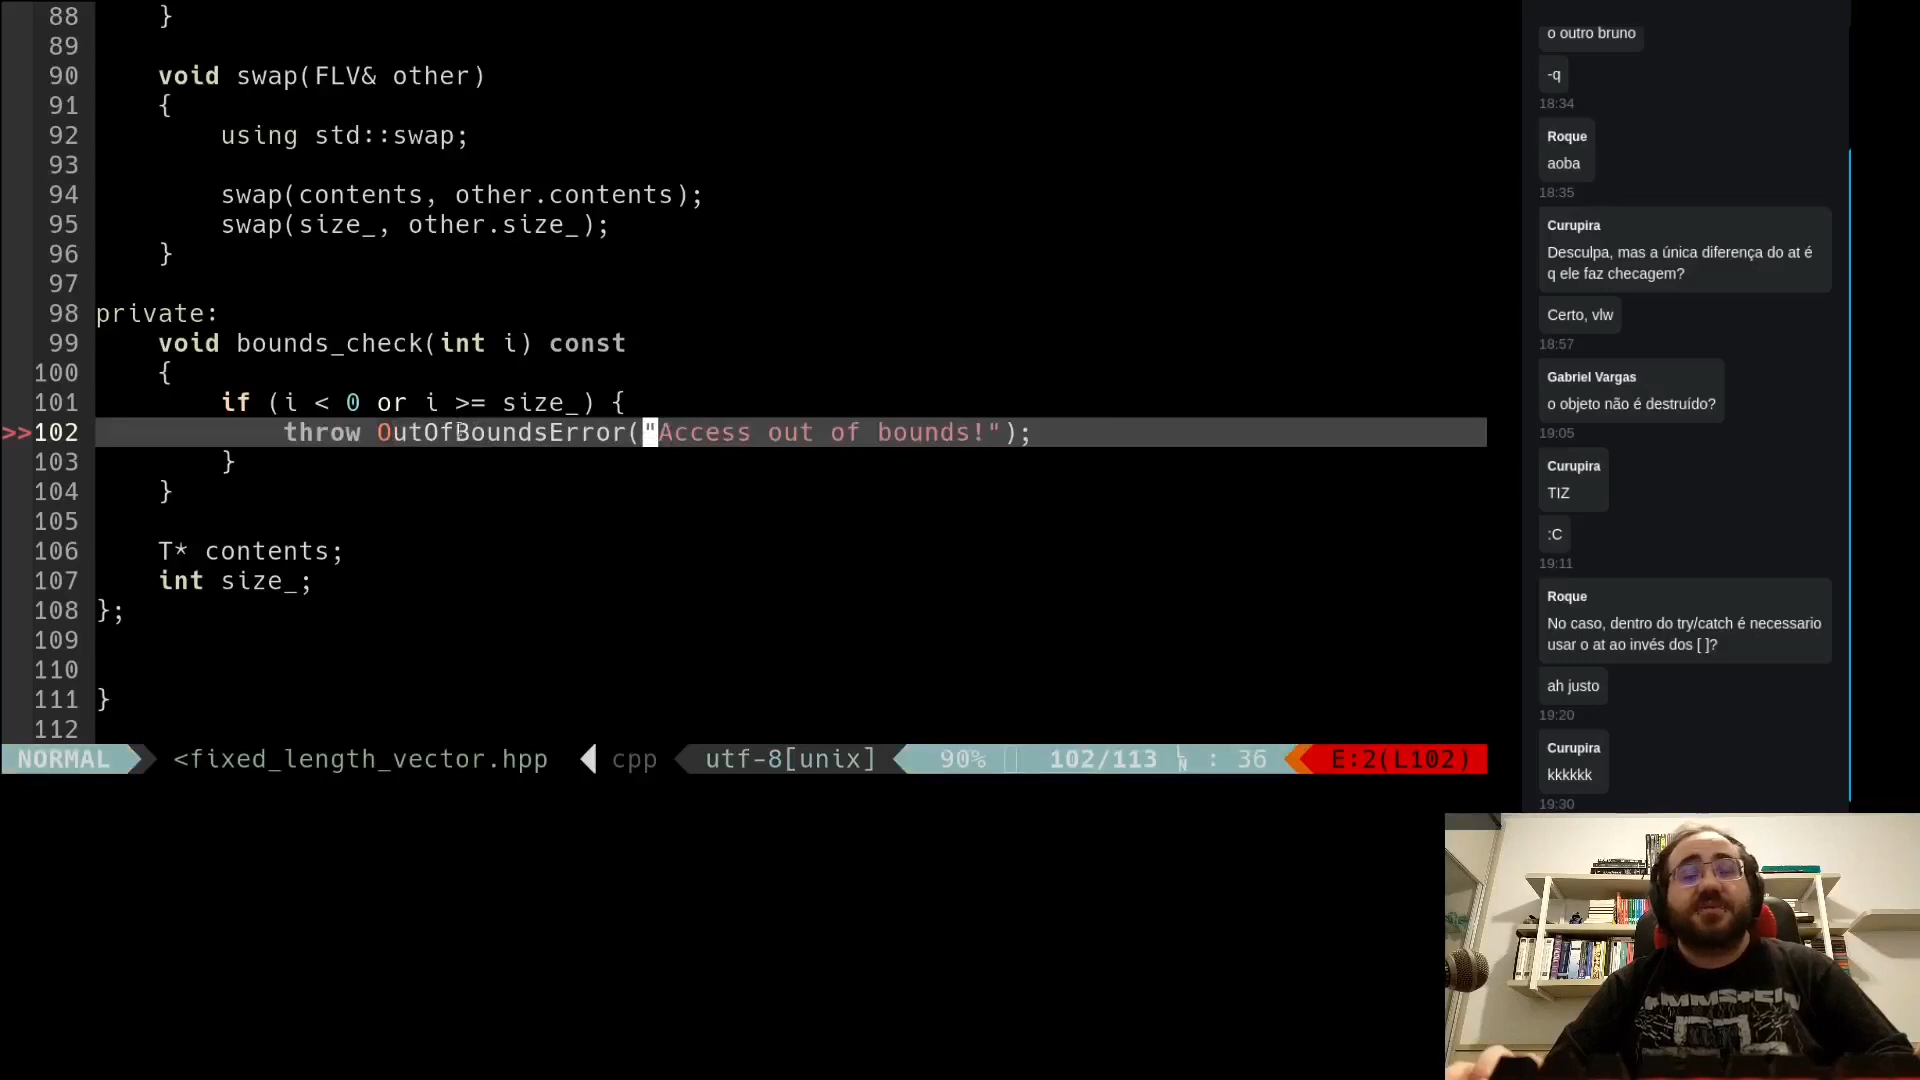 88 }
89
90 void swap(FLV& other)
91 {
92 using std::swap;
93
94 swap(contents, other.contents);
95 swap(size_, other.size_);
96 }
97
98 private:
99 void bounds_check(int i) const
100 {
101 if (i < 0 or i >= size_) {
>>102 throw OutOfBoundsError("Access out of bounds!");
103 }
104 }
105
106 T* contents;
107 int size_;
108 };
109
110
111 }
112
NORMAL <fixed_length_vector.hpp cpp utf-8[unix] 90% 102/113 : 36 E:2(L102)
o outro bruno
-q
18:34
Roque
aoba
18:35
Curupira
Desculpa, mas a única diferença do at é
q ele faz checagem?
Certo, vlw
18:57
Gabriel Vargas
o objeto não é destruído?
19:05
Curupira
TIZ
:C
19:11
Roque
No caso, dentro do try/catch é necessario
usar o at ao invés dos [ ]?
ah justo
19:20
Curupira
kkkkkk
19:30